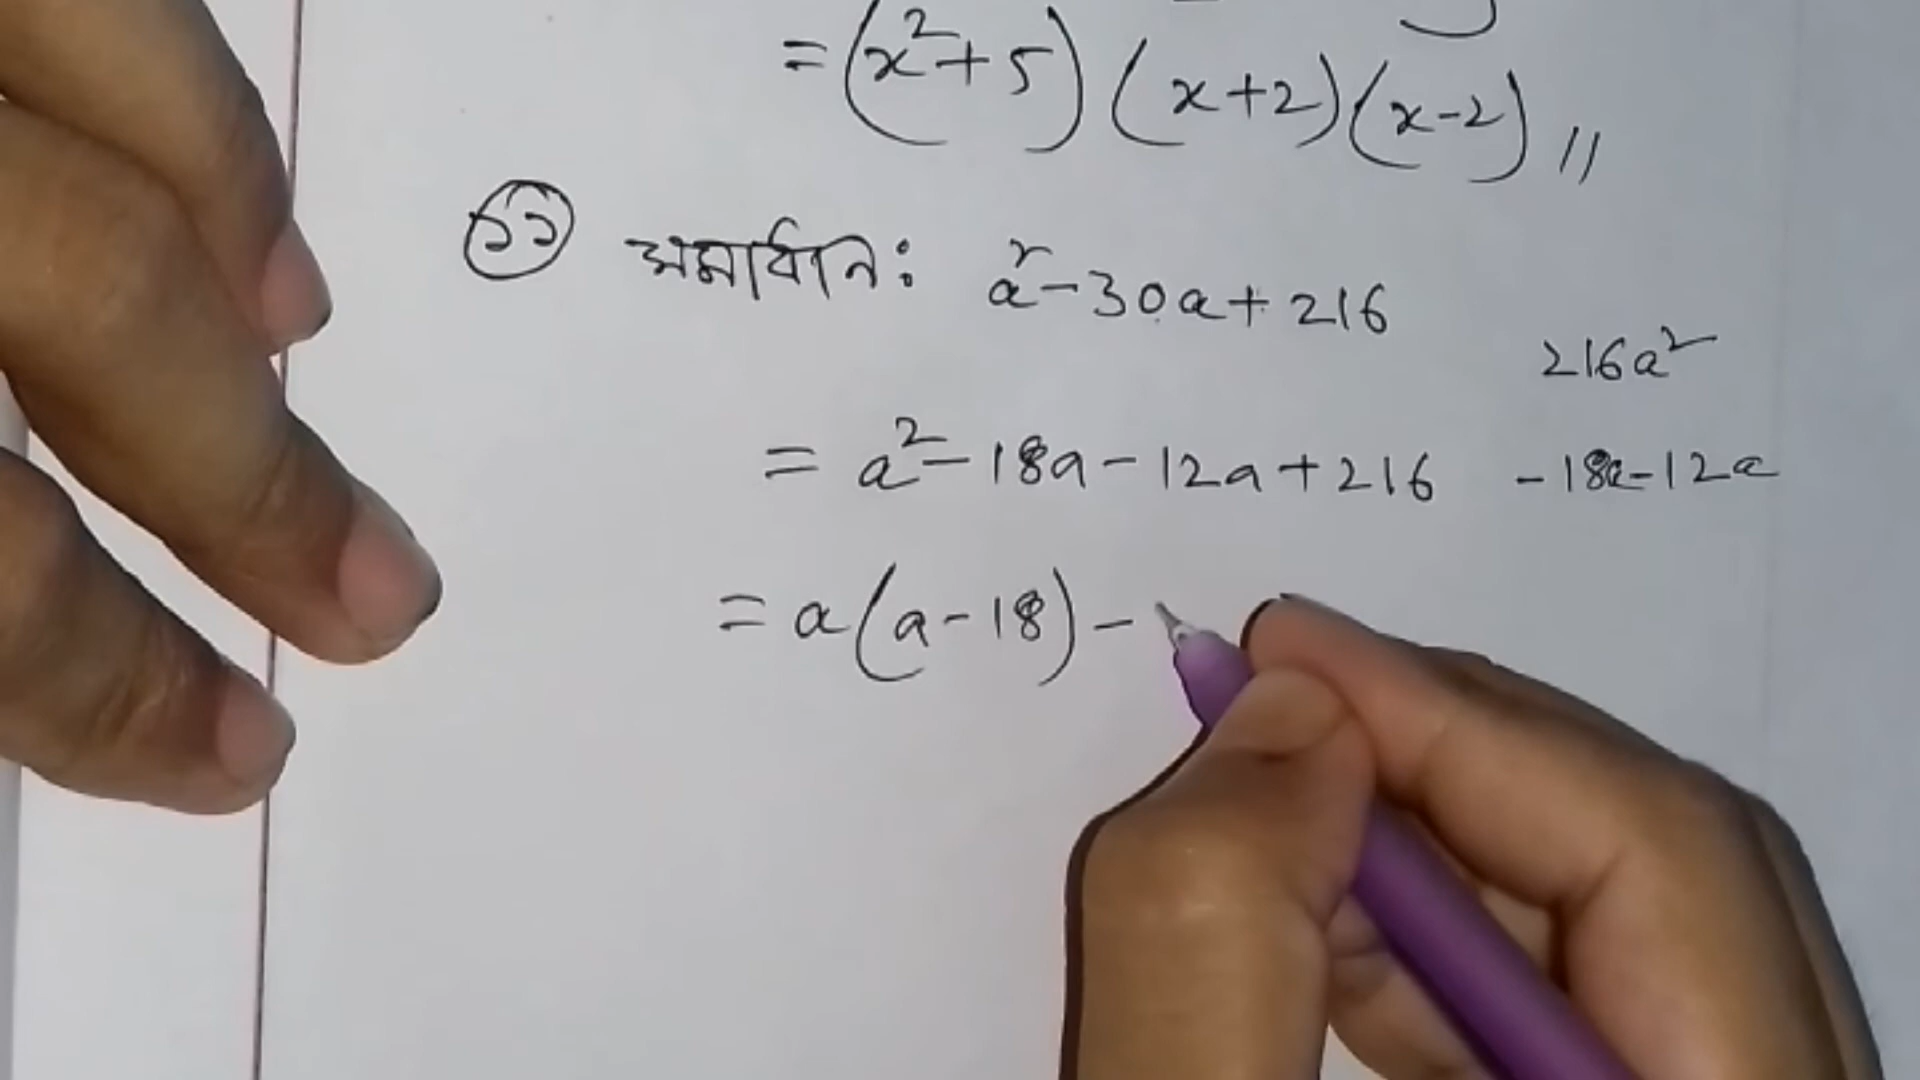 = (x²+5) (x+2)(x-2) //
১১ সমাধান: a²-30a+216
216a²
= a²-18a-12a+216 -18a-12a
= a(a-18) -